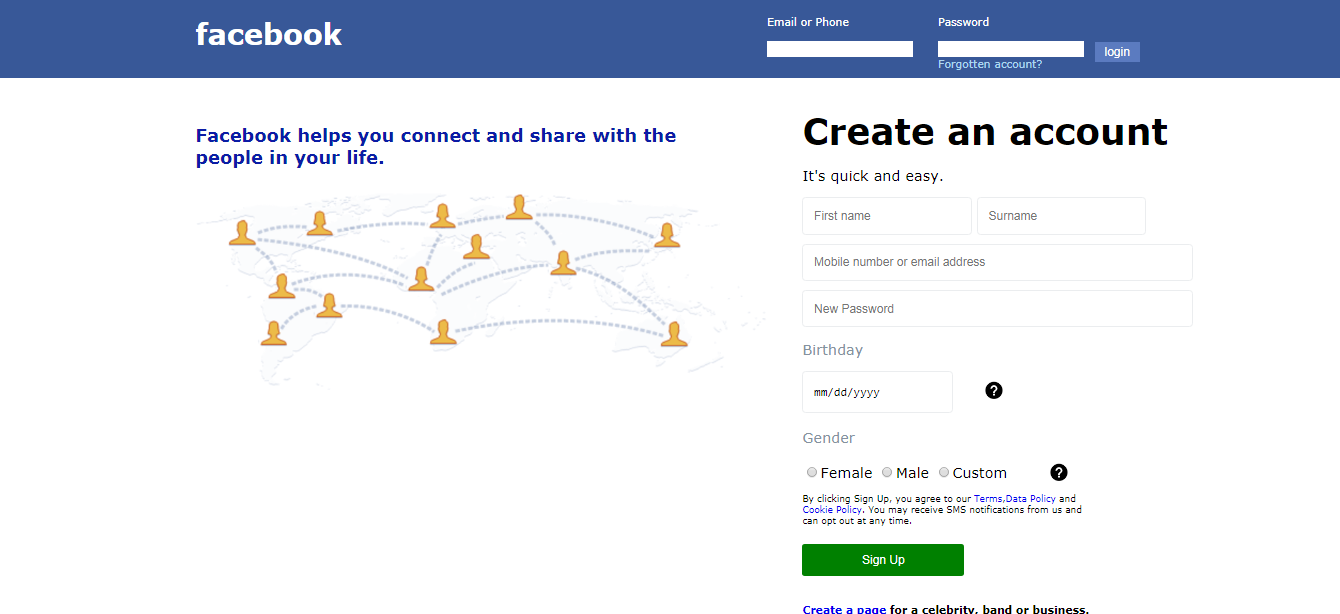 facebook
Email or Phone
Password
login
Forgotten account?
Facebook helps you connect and share with the
people in your life.
Create an account
It's quick and easy.
First name
Surname
Mobile number or email address
New Password
Birthday
mm/dd/yyyy
?
Gender
Female
Male
Custom
?
By clicking Sign Up, you agree to our Terms,Data Policy and
Cookie Policy. You may receive SMS notifications from us and
can opt out at any time.
Sign Up
Create a page for a celebrity, band or business.